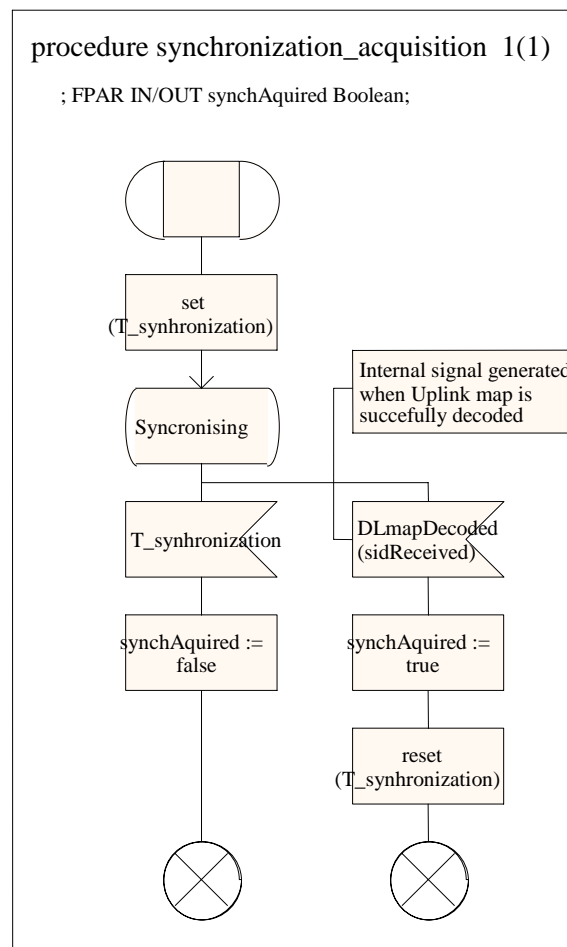 procedure synchronization_acquisition 1(1)
; FPAR IN/OUT synchAquired Boolean;
set
(T_synhronization)
Internal signal generated
when Uplink map is
succefully decoded
Syncronising
T_synhronization
DLmapDecoded
(sidReceived)
synchAquired :=
false
synchAquired :=
true
reset
(T_synhronization)